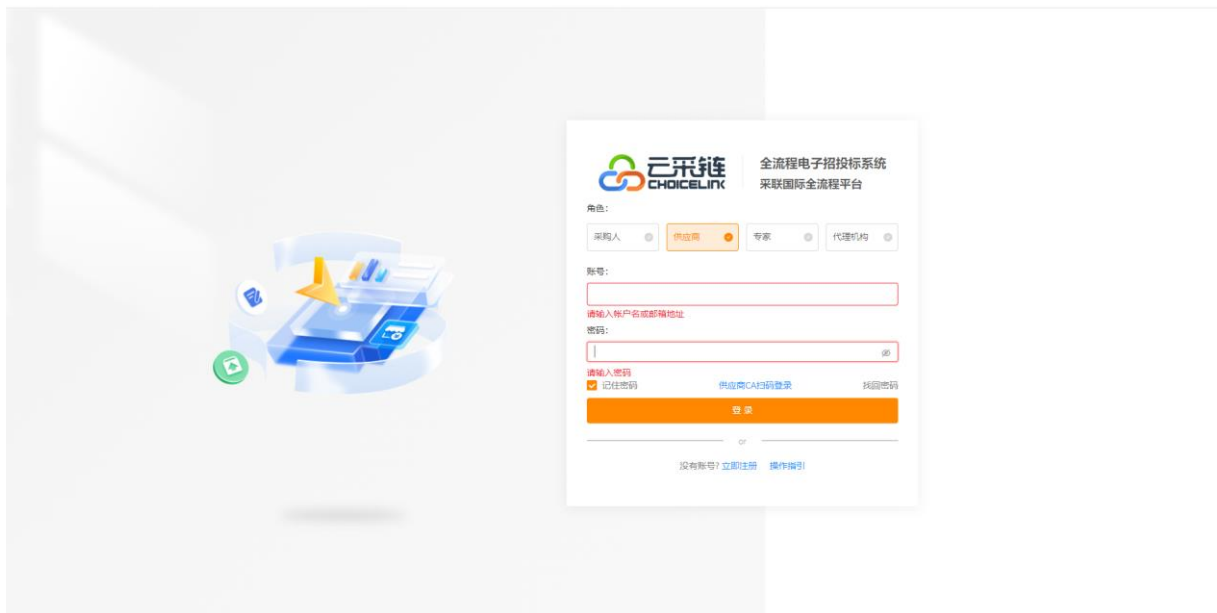 云采链
CHOICELINK
全流程电子招投标系统
采联国际全流程平台
角色:
采购人 供应商 专家 代理机构
账号:
请输入帐户名或邮箱地址
密码:
请输入密码
记住密码 供应商CA扫码登录 找回密码
登录
or
没有账号? 立即注册 操作指引